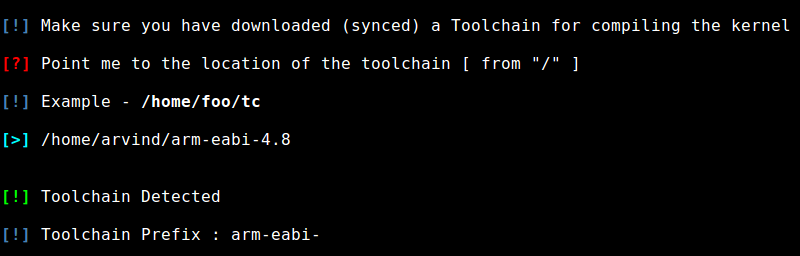 [!] Make sure you have downloaded (synced) a Toolchain for compiling the kernel
[?] Point me to the location of the toolchain [ from "/" ]
[!] Example - /home/foo/tc
[>] /home/arvind/arm-eabi-4.8
[!] Toolchain Detected
[!] Toolchain Prefix : arm-eabi-